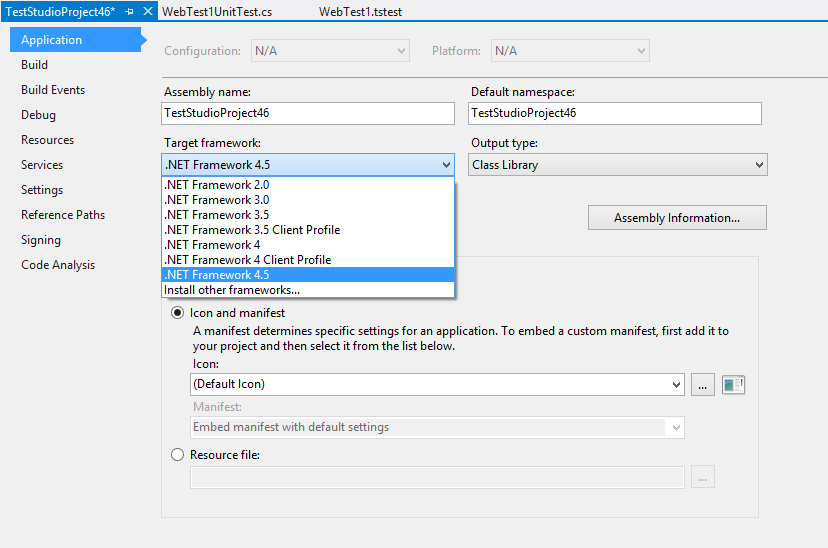 TestStudioProject46* WebTest1UnitTest.cs WebTest1.tstest
Application
Build
Build Events
Debug
Resources
Services
Settings
Reference Paths
Signing
Code Analysis
Configuration: N/A Platform: N/A
Assembly name: Default namespace:
TestStudioProject46 TestStudioProject46
Target framework: Output type:
.NET Framework 4.5 Class Library
.NET Framework 2.0
.NET Framework 3.0
.NET Framework 3.5
.NET Framework 3.5 Client Profile
.NET Framework 4
.NET Framework 4 Client Profile
.NET Framework 4.5
Install other frameworks...
Assembly Information...
Icon and manifest
A manifest determines specific settings for an application. To embed a custom manifest, first add it to
your project and then select it from the list below.
Icon:
(Default Icon) ...
Manifest:
Embed manifest with default settings
Resource file:
...